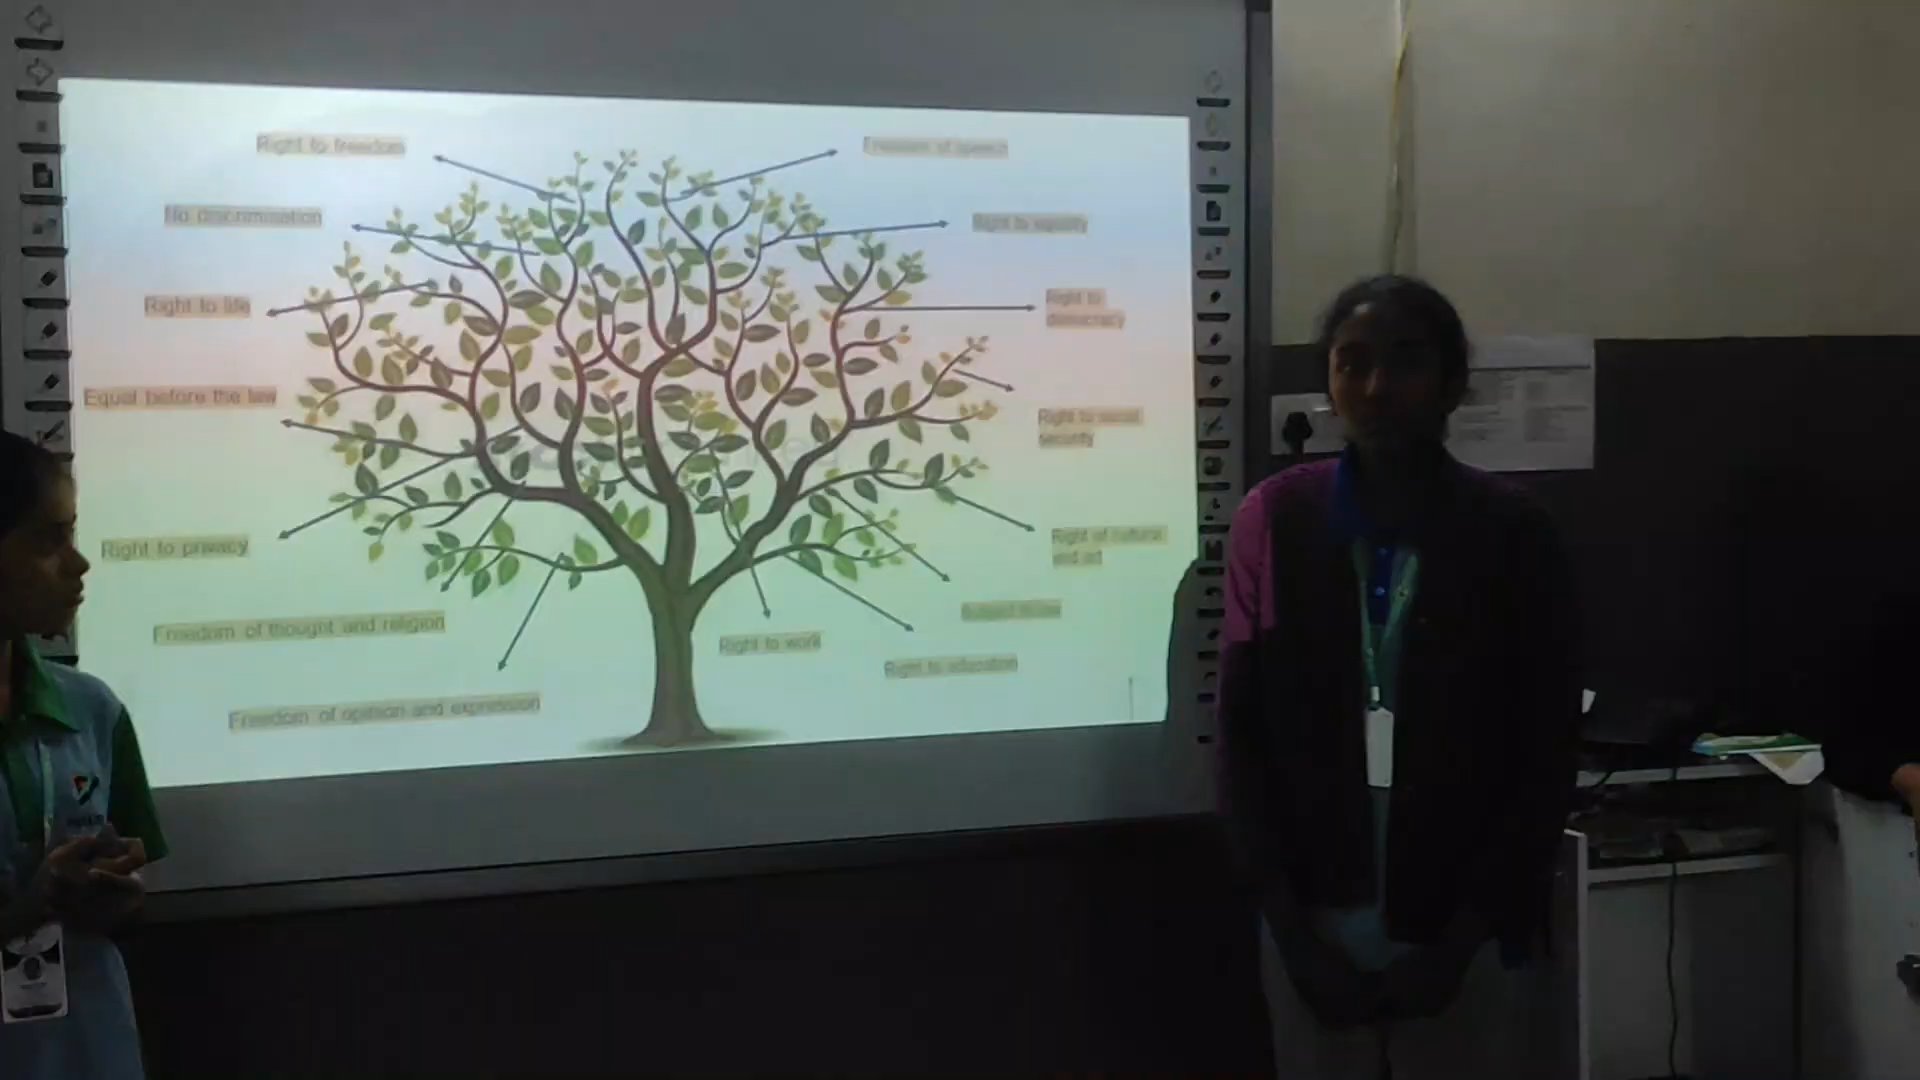 Right to freedom
Freedom of speech
No discrimination
Right to equality
Right to life
Right to
democracy
Equal before the law
Right to social
security
Right to privacy
Right of cultural
and art
Freedom of thought and religion
Right to work
Right to education
Freedom of opinion and expression